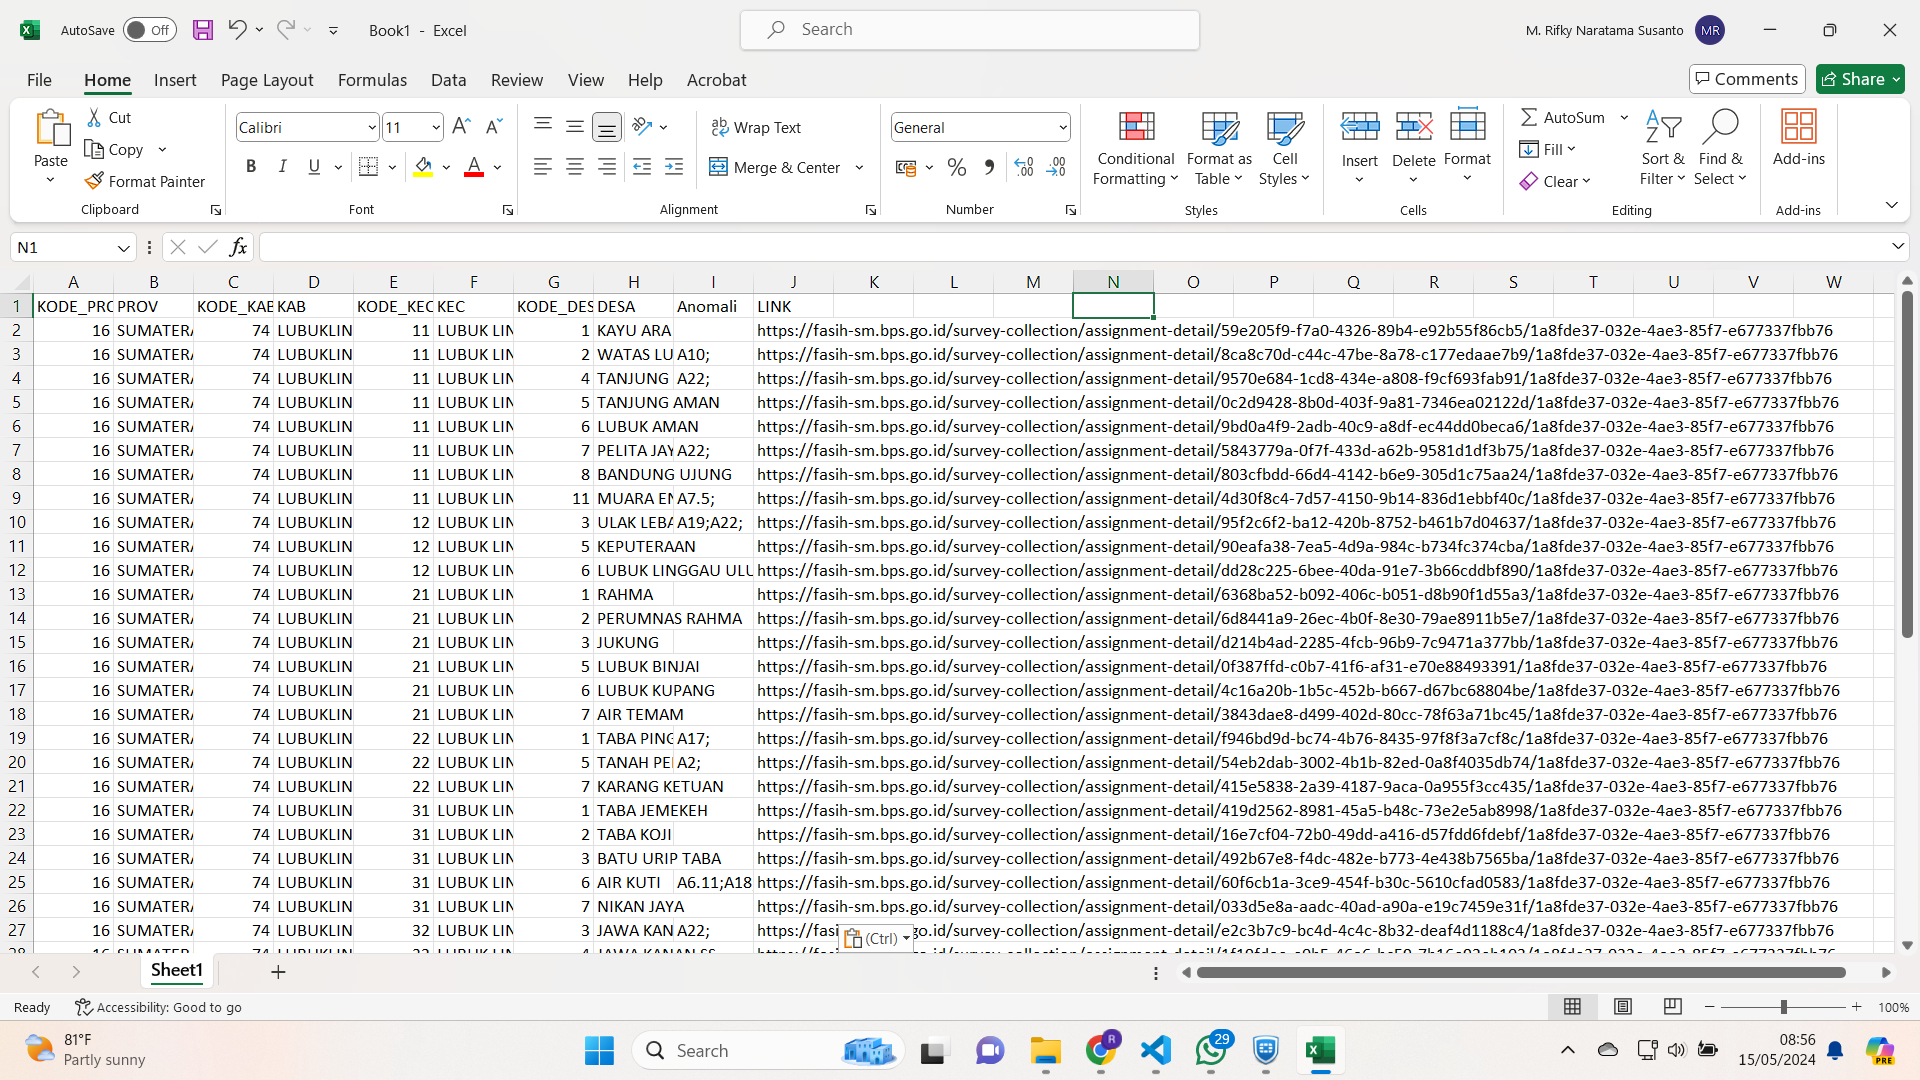 AutoSave Off Book1 - Excel Search M. Rifky Naratama Susanto MR
File Home Insert Page Layout Formulas Data Review View Help Acrobat Comments Share
Paste Cut Copy Format Painter Clipboard
Calibri 11 B I U A Font
Wrap Text Merge & Center Alignment
General Number
Conditional Formatting Format as Table Cell Styles Styles
Insert Delete Format Cells
AutoSum Fill Clear Sort & Filter Find & Select Editing
Add-ins Add-ins
N1 fx
A B C D E F G H I J K L M N O P Q R S T U V W
1 KODE_PRO PROV KODE_KAB KAB KODE_KEC KEC KODE_DES DESA Anomali LINK
2 16 SUMATERA 74 LUBUKLIN 11 LUBUK LIN 1 KAYU ARA https://fasih-sm.bps.go.id/survey-collection/assignment-detail/59e205f9-f7a0-4326-89b4-e92b55f86cb5/1a8fde37-032e-4ae3-85f7-e677337fbb76
3 16 SUMATERA 74 LUBUKLIN 11 LUBUK LIN 2 WATAS LU A10; https://fasih-sm.bps.go.id/survey-collection/assignment-detail/8ca8c70d-c44c-47be-8a78-c177edaae7b9/1a8fde37-032e-4ae3-85f7-e677337fbb76
4 16 SUMATERA 74 LUBUKLIN 11 LUBUK LIN 4 TANJUNG A22; https://fasih-sm.bps.go.id/survey-collection/assignment-detail/9570e684-1cd8-434e-a808-f9cf693fab91/1a8fde37-032e-4ae3-85f7-e677337fbb76
5 16 SUMATERA 74 LUBUKLIN 11 LUBUK LIN 5 TANJUNG AMAN https://fasih-sm.bps.go.id/survey-collection/assignment-detail/0c2d9428-8b0d-403f-9a81-7346ea02122d/1a8fde37-032e-4ae3-85f7-e677337fbb76
6 16 SUMATERA 74 LUBUKLIN 11 LUBUK LIN 6 LUBUK AMAN https://fasih-sm.bps.go.id/survey-collection/assignment-detail/9bd0a4f9-2adb-40c9-a8df-ec44dd0beca6/1a8fde37-032e-4ae3-85f7-e677337fbb76
7 16 SUMATERA 74 LUBUKLIN 11 LUBUK LIN 7 PELITA JAY A22; https://fasih-sm.bps.go.id/survey-collection/assignment-detail/5843779a-0f7f-433d-a62b-9581d1df3b75/1a8fde37-032e-4ae3-85f7-e677337fbb76
8 16 SUMATERA 74 LUBUKLIN 11 LUBUK LIN 8 BANDUNG UJUNG https://fasih-sm.bps.go.id/survey-collection/assignment-detail/803cfbdd-66d4-4142-b6e9-305d1c75aa24/1a8fde37-032e-4ae3-85f7-e677337fbb76
9 16 SUMATERA 74 LUBUKLIN 11 LUBUK LIN 11 MUARA EN A7.5; https://fasih-sm.bps.go.id/survey-collection/assignment-detail/4d30f8c4-7d57-4150-9b14-836d1ebbf40c/1a8fde37-032e-4ae3-85f7-e677337fbb76
10 16 SUMATERA 74 LUBUKLIN 12 LUBUK LIN 3 ULAK LEBA A19;A22; https://fasih-sm.bps.go.id/survey-collection/assignment-detail/95f2c6f2-ba12-420b-8752-b461b7d04637/1a8fde37-032e-4ae3-85f7-e677337fbb76
11 16 SUMATERA 74 LUBUKLIN 12 LUBUK LIN 5 KEPUTERAAN https://fasih-sm.bps.go.id/survey-collection/assignment-detail/90eafa38-7ea5-4d9a-984c-b734fc374cba/1a8fde37-032e-4ae3-85f7-e677337fbb76
12 16 SUMATERA 74 LUBUKLIN 12 LUBUK LIN 6 LUBUK LINGGAU ULU https://fasih-sm.bps.go.id/survey-collection/assignment-detail/dd28c225-6bee-40da-91e7-3b66cddbf890/1a8fde37-032e-4ae3-85f7-e677337fbb76
13 16 SUMATERA 74 LUBUKLIN 21 LUBUK LIN 1 RAHMA https://fasih-sm.bps.go.id/survey-collection/assignment-detail/6368ba52-b092-406c-b051-d8b90f1d55a3/1a8fde37-032e-4ae3-85f7-e677337fbb76
14 16 SUMATERA 74 LUBUKLIN 21 LUBUK LIN 2 PERUMNAS RAHMA https://fasih-sm.bps.go.id/survey-collection/assignment-detail/6d8441a9-26ec-4b0f-8e30-79ae8911b5e7/1a8fde37-032e-4ae3-85f7-e677337fbb76
15 16 SUMATERA 74 LUBUKLIN 21 LUBUK LIN 3 JUKUNG https://fasih-sm.bps.go.id/survey-collection/assignment-detail/d214b4ad-2285-4fcb-96b9-7c9471a377bb/1a8fde37-032e-4ae3-85f7-e677337fbb76
16 16 SUMATERA 74 LUBUKLIN 21 LUBUK LIN 5 LUBUK BINJAI https://fasih-sm.bps.go.id/survey-collection/assignment-detail/0f387ffd-c0b7-41f6-af31-e70e88493391/1a8fde37-032e-4ae3-85f7-e677337fbb76
17 16 SUMATERA 74 LUBUKLIN 21 LUBUK LIN 6 LUBUK KUPANG https://fasih-sm.bps.go.id/survey-collection/assignment-detail/4c16a20b-1b5c-452b-b667-d67bc68804be/1a8fde37-032e-4ae3-85f7-e677337fbb76
18 16 SUMATERA 74 LUBUKLIN 21 LUBUK LIN 7 AIR TEMAM https://fasih-sm.bps.go.id/survey-collection/assignment-detail/3843dae8-d499-402d-80cc-78f63a71bc45/1a8fde37-032e-4ae3-85f7-e677337fbb76
19 16 SUMATERA 74 LUBUKLIN 22 LUBUK LIN 1 TABA PING A17; https://fasih-sm.bps.go.id/survey-collection/assignment-detail/f946bd9d-bc74-4b76-8435-97f8f3a7cf8c/1a8fde37-032e-4ae3-85f7-e677337fbb76
20 16 SUMATERA 74 LUBUKLIN 22 LUBUK LIN 5 TANAH PE A2; https://fasih-sm.bps.go.id/survey-collection/assignment-detail/54eb2dab-3002-4b1b-82ed-0a8f4035db74/1a8fde37-032e-4ae3-85f7-e677337fbb76
21 16 SUMATERA 74 LUBUKLIN 22 LUBUK LIN 7 KARANG KETUAN https://fasih-sm.bps.go.id/survey-collection/assignment-detail/415e5838-2a39-4187-9aca-0a955f3cc435/1a8fde37-032e-4ae3-85f7-e677337fbb76
22 16 SUMATERA 74 LUBUKLIN 31 LUBUK LIN 1 TABA JEMEKEH https://fasih-sm.bps.go.id/survey-collection/assignment-detail/419d2562-8981-45a5-b48c-73e2e5ab8998/1a8fde37-032e-4ae3-85f7-e677337fbb76
23 16 SUMATERA 74 LUBUKLIN 31 LUBUK LIN 2 TABA KOJI https://fasih-sm.bps.go.id/survey-collection/assignment-detail/16e7cf04-72b0-49dd-a416-d57fdd6fdebf/1a8fde37-032e-4ae3-85f7-e677337fbb76
24 16 SUMATERA 74 LUBUKLIN 31 LUBUK LIN 3 BATU URIP TABA https://fasih-sm.bps.go.id/survey-collection/assignment-detail/492b67e8-f4dc-482e-b773-4e438b7565ba/1a8fde37-032e-4ae3-85f7-e677337fbb76
25 16 SUMATERA 74 LUBUKLIN 31 LUBUK LIN 6 AIR KUTI A6.11;A18 https://fasih-sm.bps.go.id/survey-collection/assignment-detail/60f6cb1a-3ce9-454f-b30c-5610cfad0583/1a8fde37-032e-4ae3-85f7-e677337fbb76
26 16 SUMATERA 74 LUBUKLIN 31 LUBUK LIN 7 NIKAN JAYA https://fasih-sm.bps.go.id/survey-collection/assignment-detail/033d5e8a-aadc-40ad-a90a-e19c7459e31f/1a8fde37-032e-4ae3-85f7-e677337fbb76
27 16 SUMATERA 74 LUBUKLIN 32 LUBUK LIN 3 JAWA KAN A22; https://fasi go.id/survey-collection/assignment-detail/e2c3b7c9-bc4d-4c4c-8b32-deaf4d1188c4/1a8fde37-032e-4ae3-85f7-e677337fbb76
(Ctrl)
Sheet1
Ready Accessibility: Good to go 100%
81°F
Partly sunny
Search R 29 08:56
15/05/2024 PRE